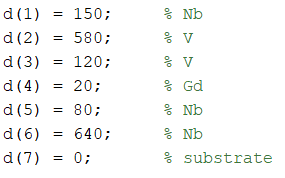 d(1) = 150;     % Nb
d(2) = 580;     % V
d(3) = 120;     % V
d(4) = 20;      % Gd
d(5) = 80;      % Nb
d(6) = 640;     % Nb
d(7) = 0;       % substrate